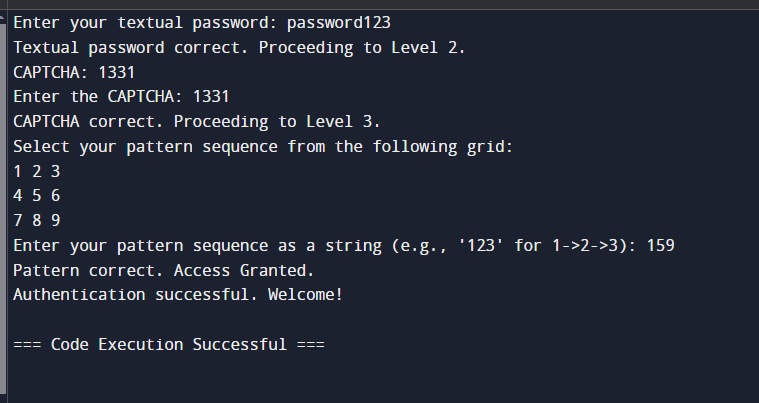 Enter your textual password: password123
Textual password correct. Proceeding to Level 2.
CAPTCHA: 1331
Enter the CAPTCHA: 1331
CAPTCHA correct. Proceeding to Level 3.
Select your pattern sequence from the following grid:
1 2 3
4 5 6
7 8 9
Enter your pattern sequence as a string (e.g., '123' for 1->2->3): 159
Pattern correct. Access Granted.
Authentication successful. Welcome!
=== Code Execution Successful ===